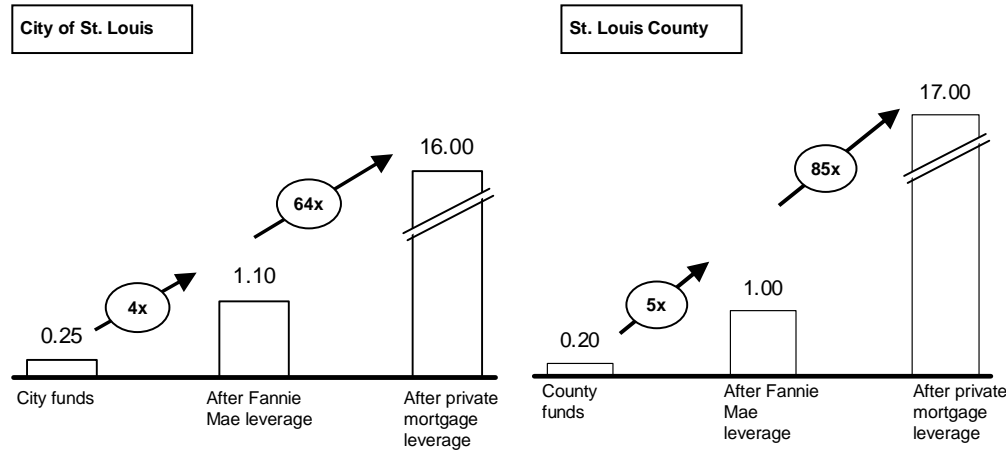 City of St. Louis
16.00
64x
1.10
4x
0.25
City funds
After Fannie
Mae leverage
After private
mortgage
leverage
St. Louis County
17.00
85x
1.00
5x
0.20
County
funds
After Fannie
Mae
leverage
After private
mortgage
leverage